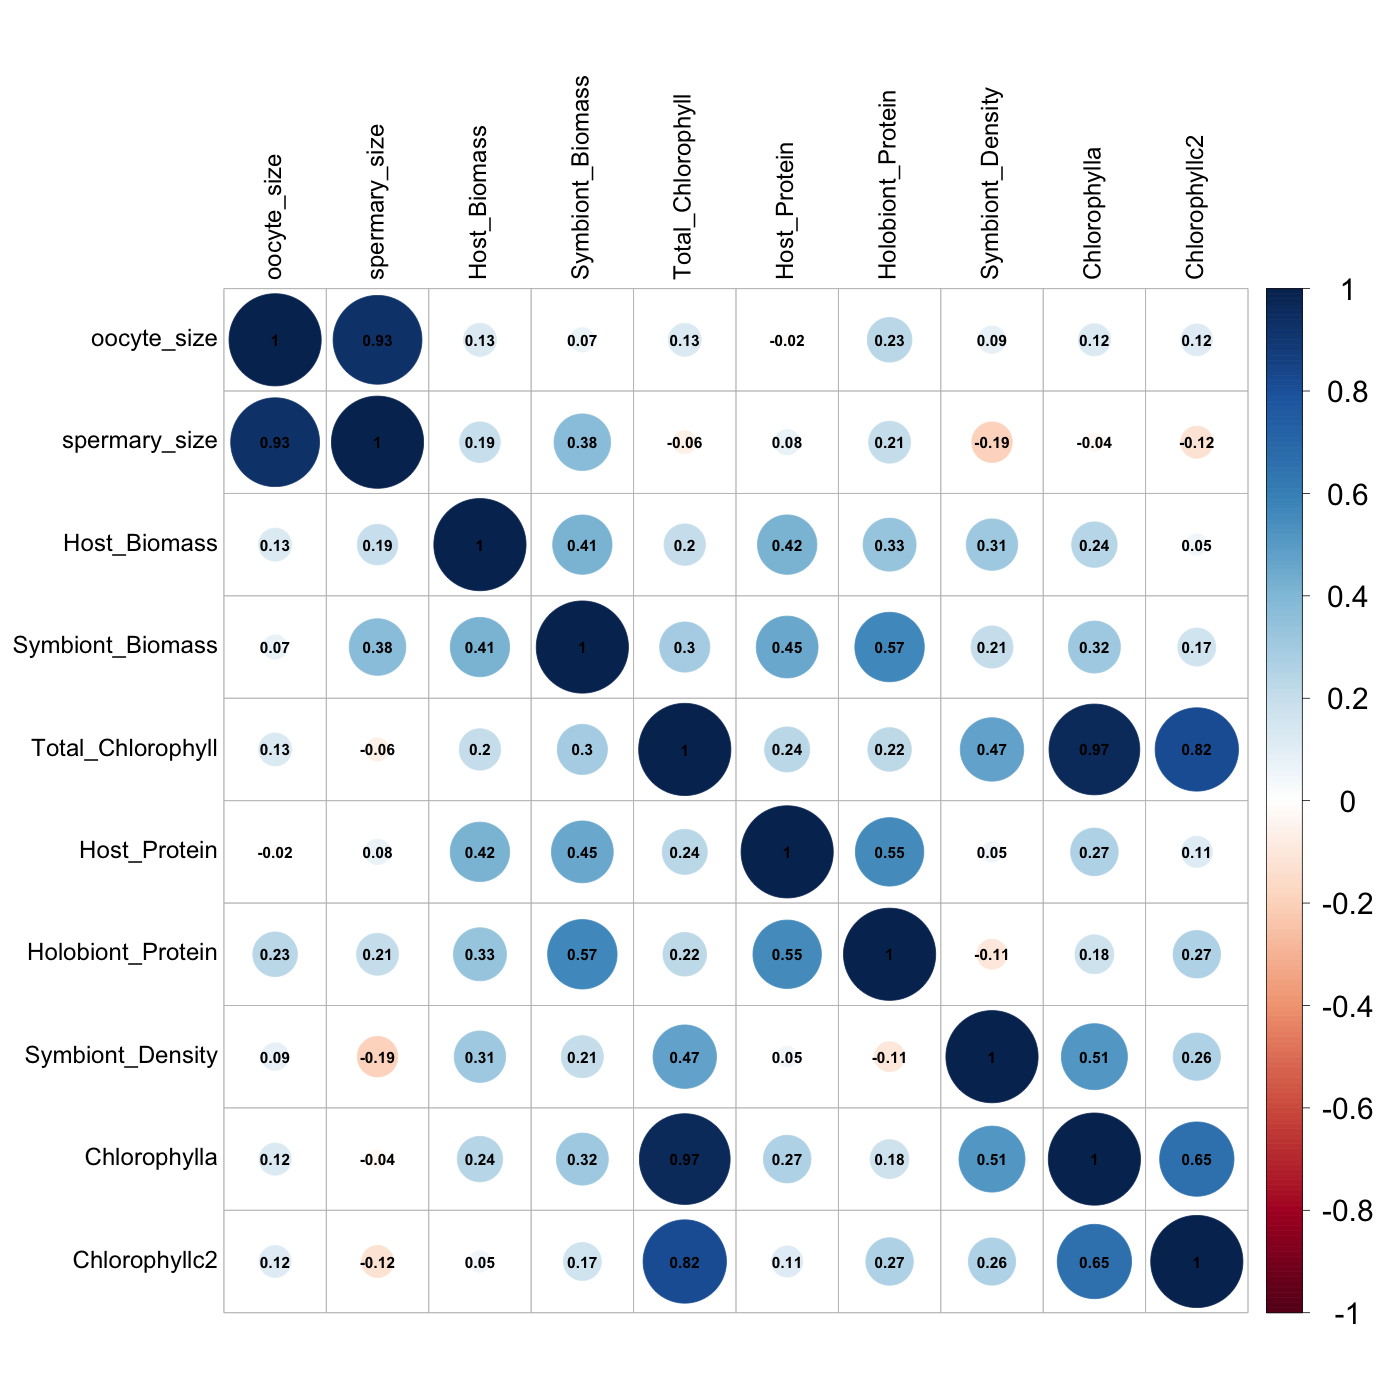 oocyte_size spermary_size Host_Biomass Symbiont_Biomass Total_Chlorophyll Host_Protein Holobiont_Protein Symbiont_Density Chlorophylla Chlorophyllc2
oocyte_size 1 0.93 0.13 0.07 0.13 -0.02 0.23 0.09 0.12 0.12
spermary_size 0.93 1 0.19 0.38 -0.06 0.08 0.21 -0.19 -0.04 -0.12
Host_Biomass 0.13 0.19 1 0.41 0.2 0.42 0.33 0.31 0.24 0.05
Symbiont_Biomass 0.07 0.38 0.41 1 0.3 0.45 0.57 0.21 0.32 0.17
Total_Chlorophyll 0.13 -0.06 0.2 0.3 1 0.24 0.22 0.47 0.97 0.82
Host_Protein -0.02 0.08 0.42 0.45 0.24 1 0.55 0.05 0.27 0.11
Holobiont_Protein 0.23 0.21 0.33 0.57 0.22 0.55 1 -0.11 0.18 0.27
Symbiont_Density 0.09 -0.19 0.31 0.21 0.47 0.05 -0.11 1 0.51 0.26
Chlorophylla 0.12 -0.04 0.24 0.32 0.97 0.27 0.18 0.51 1 0.65
Chlorophyllc2 0.12 -0.12 0.05 0.17 0.82 0.11 0.27 0.26 0.65 1
1
0.8
0.6
0.4
0.2
0
-0.2
-0.4
-0.6
-0.8
-1